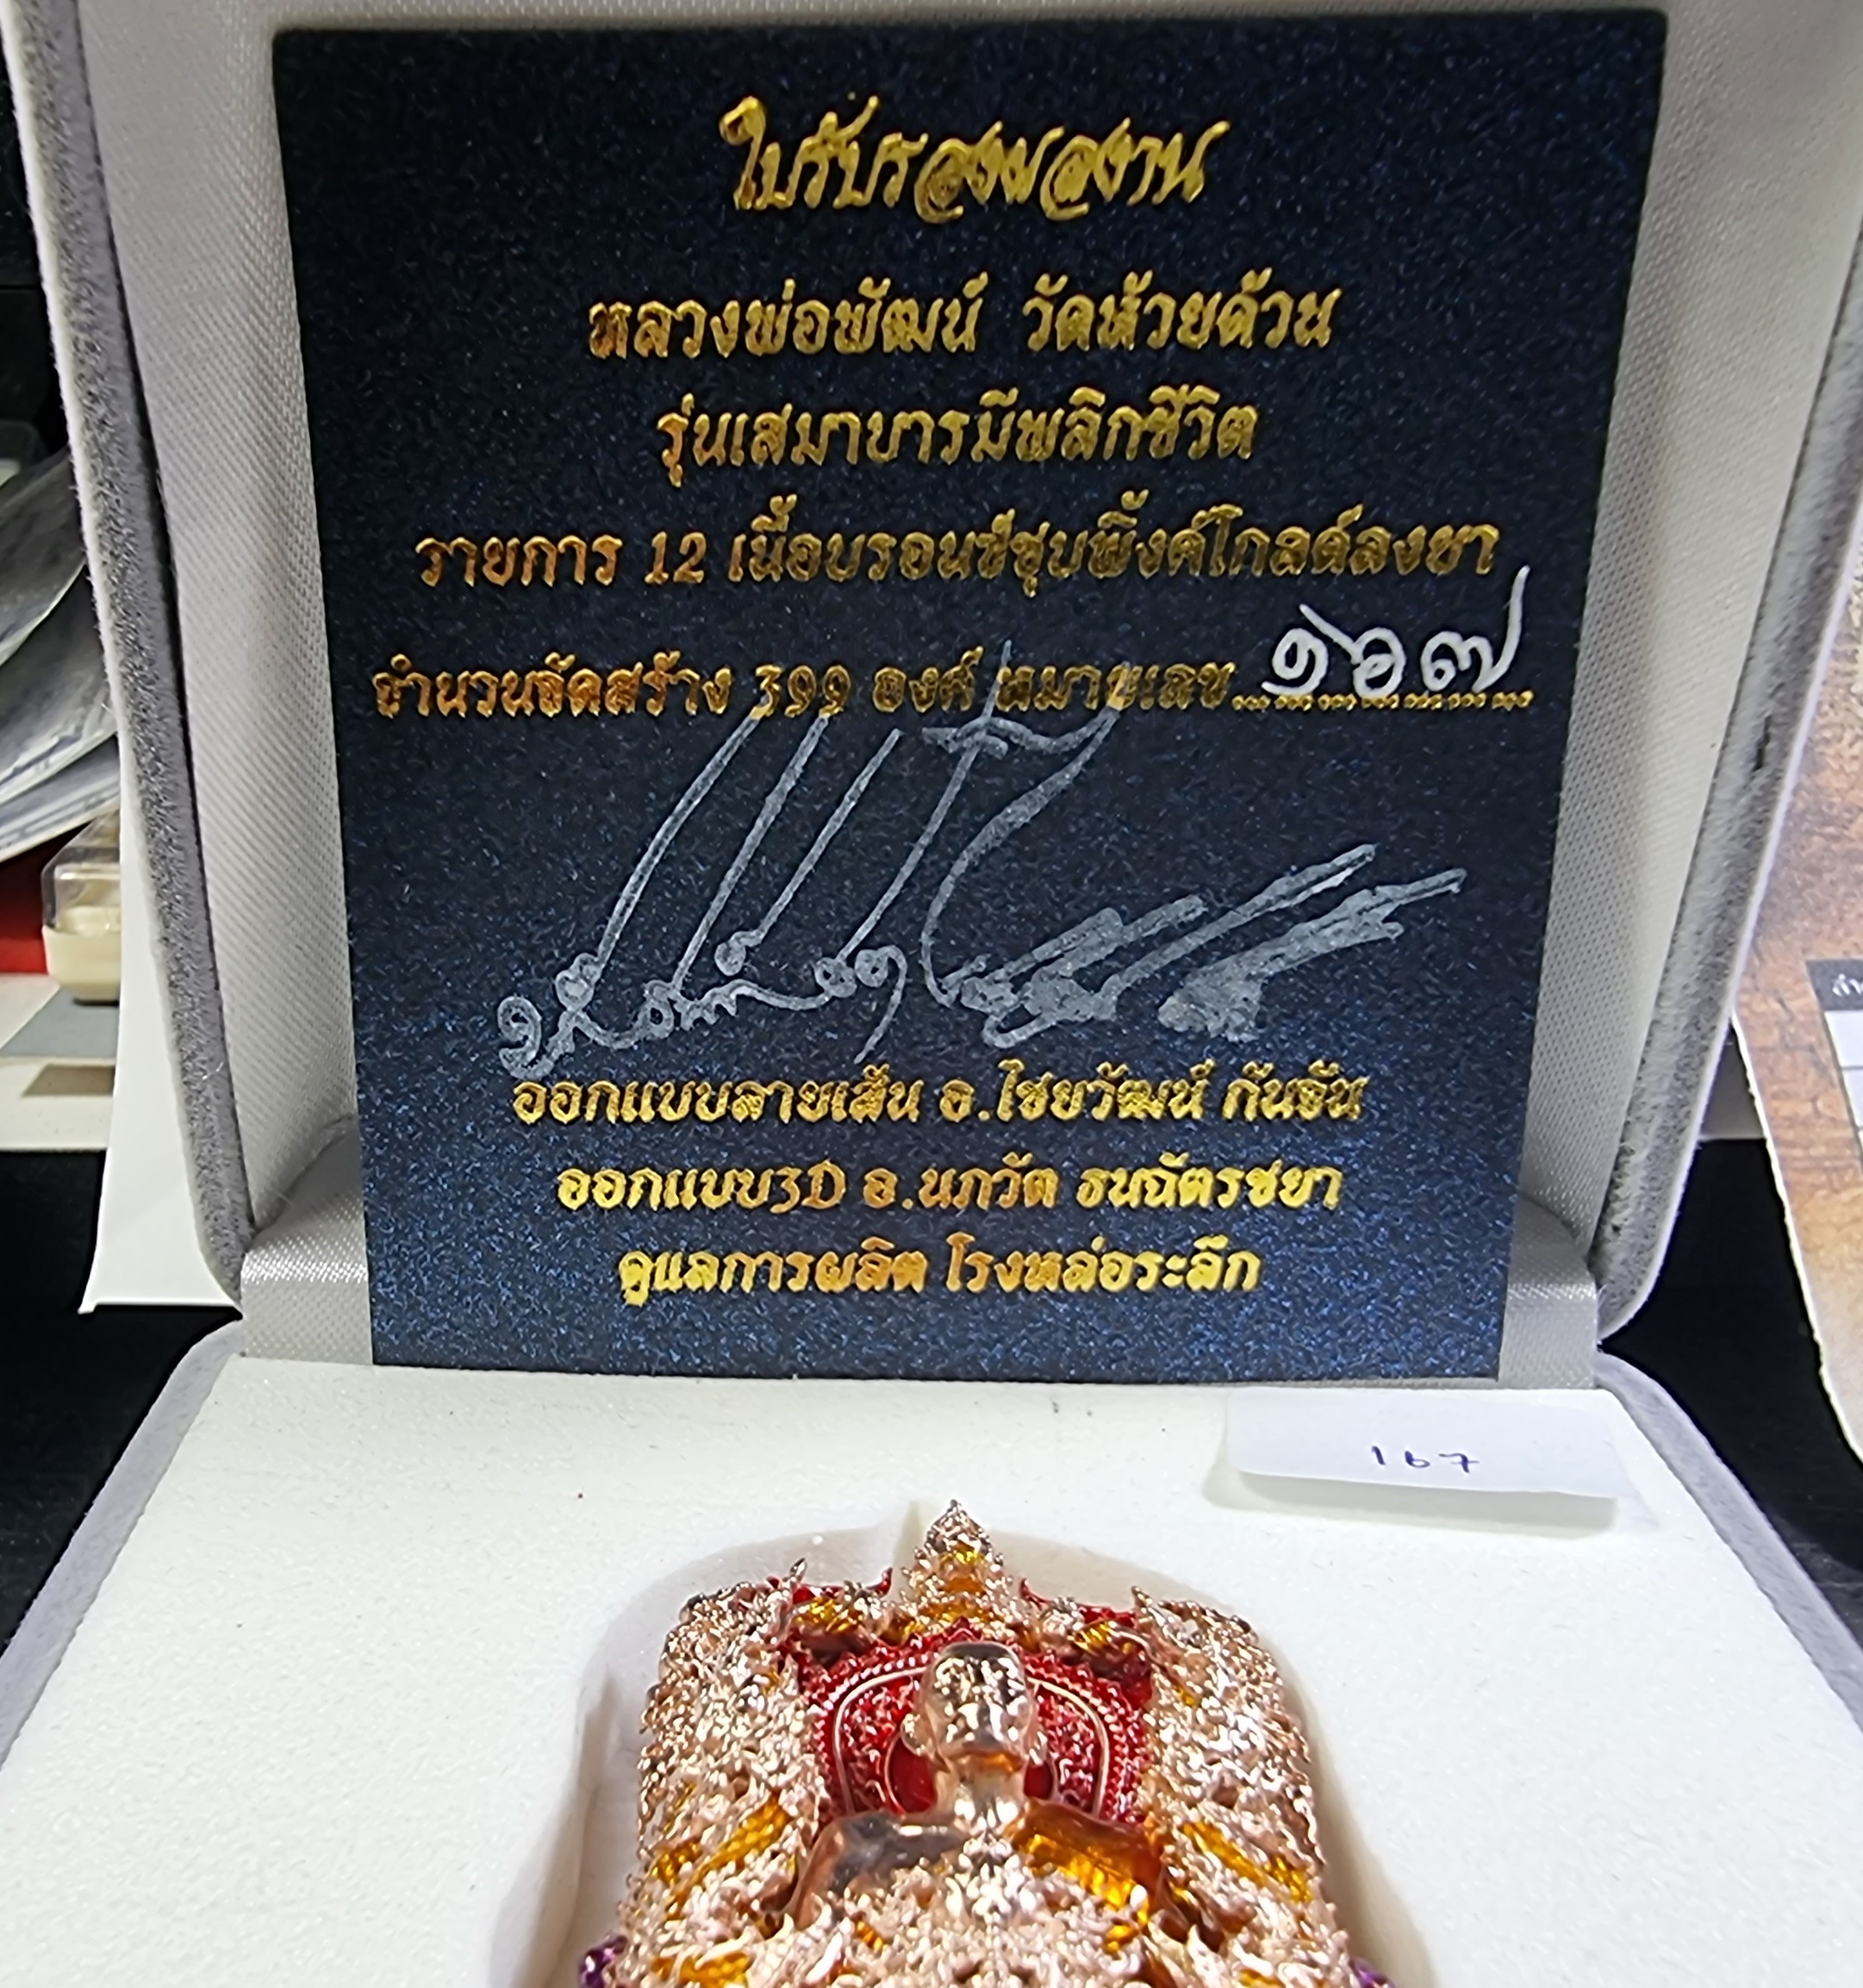 ใบรับรองผลงาน
หลวงพ่อพัฒน์ วัดห้วยด้วน
รุ่นเสมาบารมีพลิกชีวิต
รายการ 12 เนื้อบรอนซ์ชุบพิ้งค์โกลด์ลงยา
จำนวนจัดสร้าง 399 องค์ หมายเลข ๑๖๗
ออกแบบลายเส้น อ.ไชยวัฒน์ กันจัน
ออกแบบ3D อ.นภวัต ธนฉัตรชยา
ดูแลการผลิต โรงหล่อระลึก
167